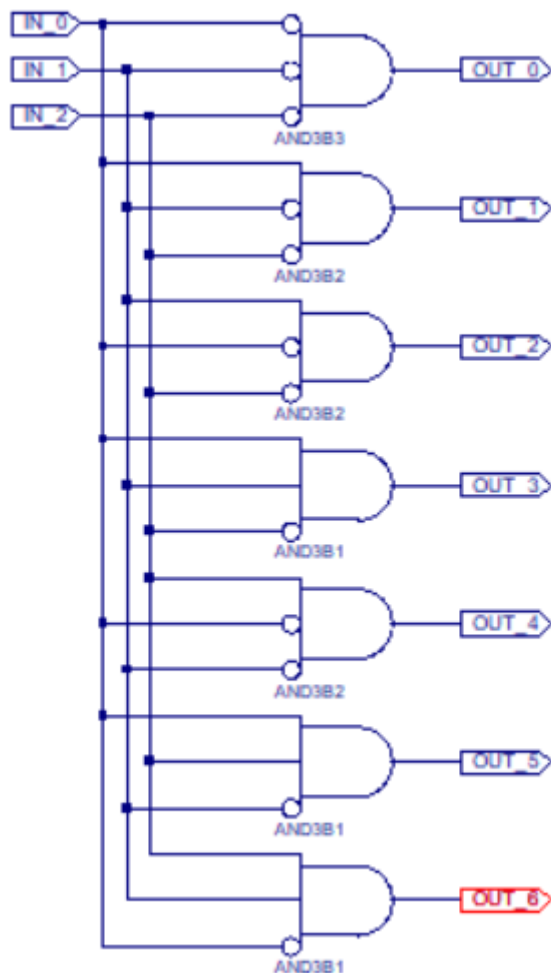 IN_0
IN_1
IN_2
OUT_0
AND3B3
OUT_1
AND3B2
OUT_2
AND3B2
OUT_3
AND3B1
OUT_4
AND3B2
OUT_5
AND3B1
OUT_6
AND3B1